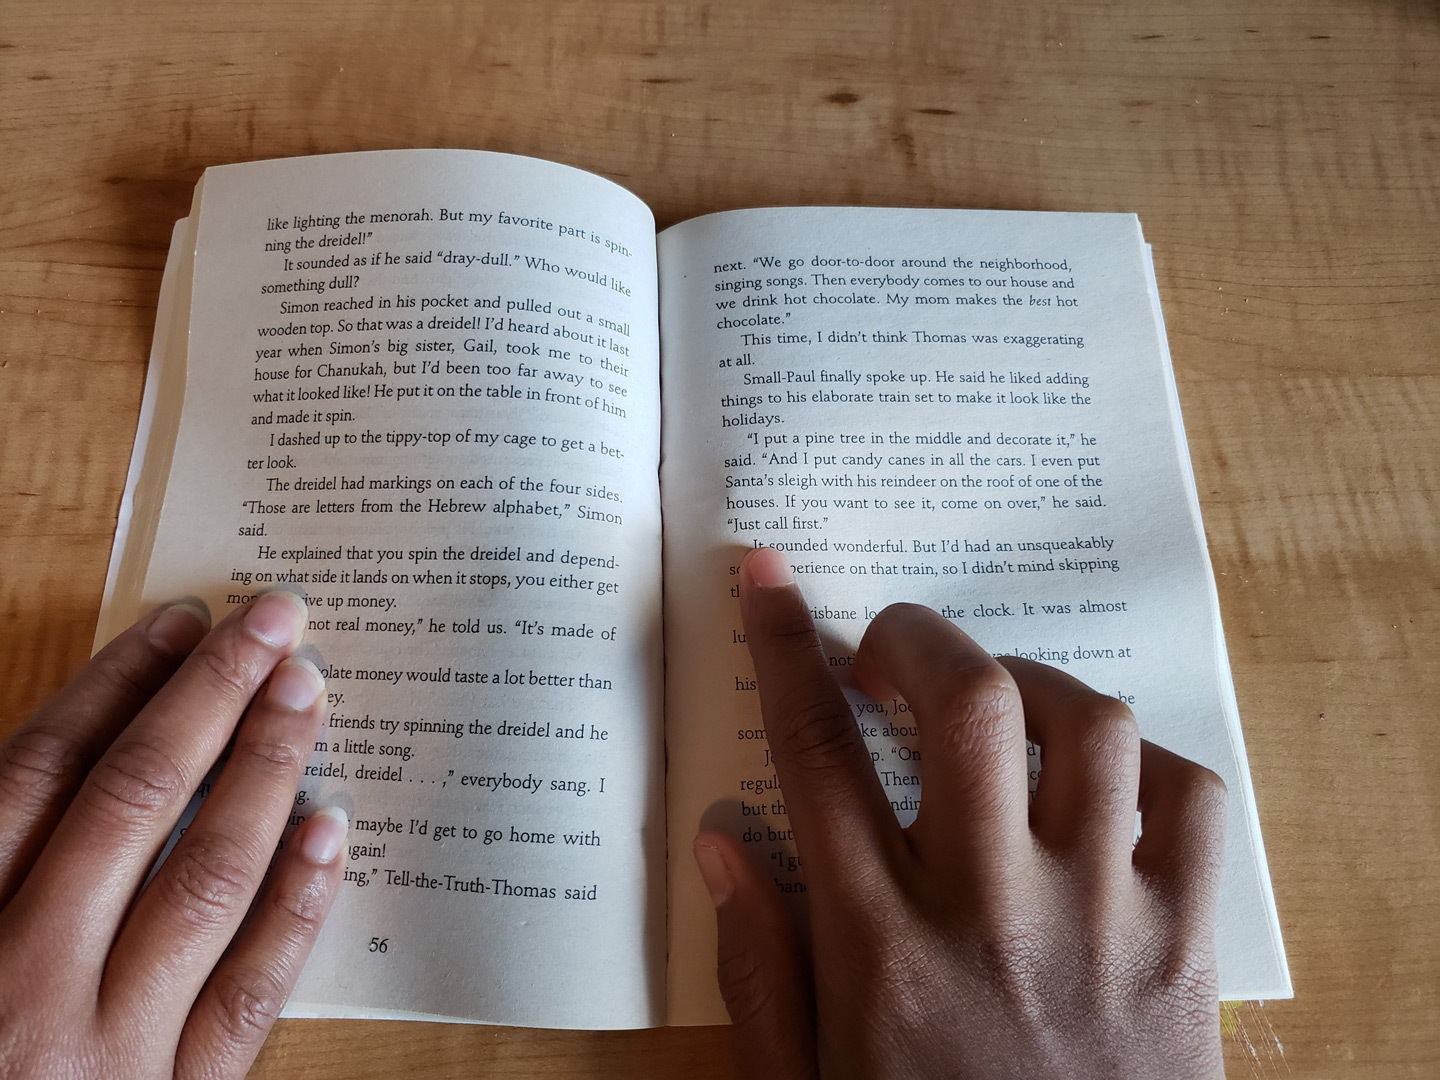 like lighting the menorah. But my favorite part is spin-
ning the dreidel!”
It sounded as if he said “dray-dull.” Who would like
something dull?
Simon reached in his pocket and pulled out a small
wooden top. So that was a dreidel! I’d heard about it last
year when Simon’s big sister, Gail, took me to their
house for Chanukah, but I’d been too far away to see
what it looked like! He put it on the table in front of him
and made it spin.
I dashed up to the tippy-top of my cage to get a bet-
ter look.
The dreidel had markings on each of the four sides.
“Those are letters from the Hebrew alphabet,” Simon
said.
He explained that you spin the dreidel and depend-
ing on what side it lands on when it stops, you either get
up money.
not real money,” he told us. “It’s made of
money would taste a lot better than
friends try spinning the dreidel and he
a little song.
dreidel . . . ,” everybody sang. I
maybe I’d get to go home with
again!
Tell-the-Truth-Thomas said
56
next. “We go door-to-door around the neighborhood,
singing songs. Then everybody comes to our house and
we drink hot chocolate. My mom makes the best hot
chocolate.”
This time, I didn’t think Thomas was exaggerating
at all.
Small-Paul finally spoke up. He said he liked adding
things to his elaborate train set to make it look like the
holidays.
“I put a pine tree in the middle and decorate it,” he
said. “And I put candy canes in all the cars. I even put
Santa’s sleigh with his reindeer on the roof of one of the
houses. If you want to see it, come on over,” he said.
“Just call first.”
It sounded wonderful. But I’d had an unsqueakably
on that train, so I didn’t mind skipping
the clock. It was almost
looking down at
his
you,
be
“On
Then
but
do but